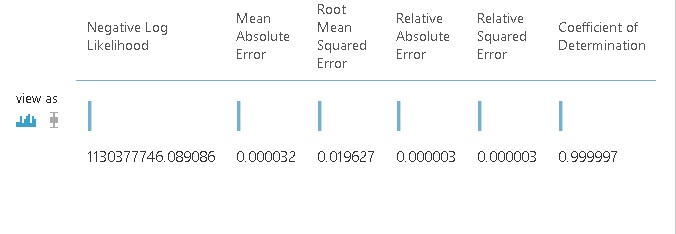 Negative Log
Likelihood
Mean
Absolute
Error
Root
Mean
Squared
Error
Relative
Absolute
Error
Relative
Squared
Error
Coefficient of
Determination
view as
1130377746.089086 0.000032 0.019627 0.000003 0.000003 0.999997